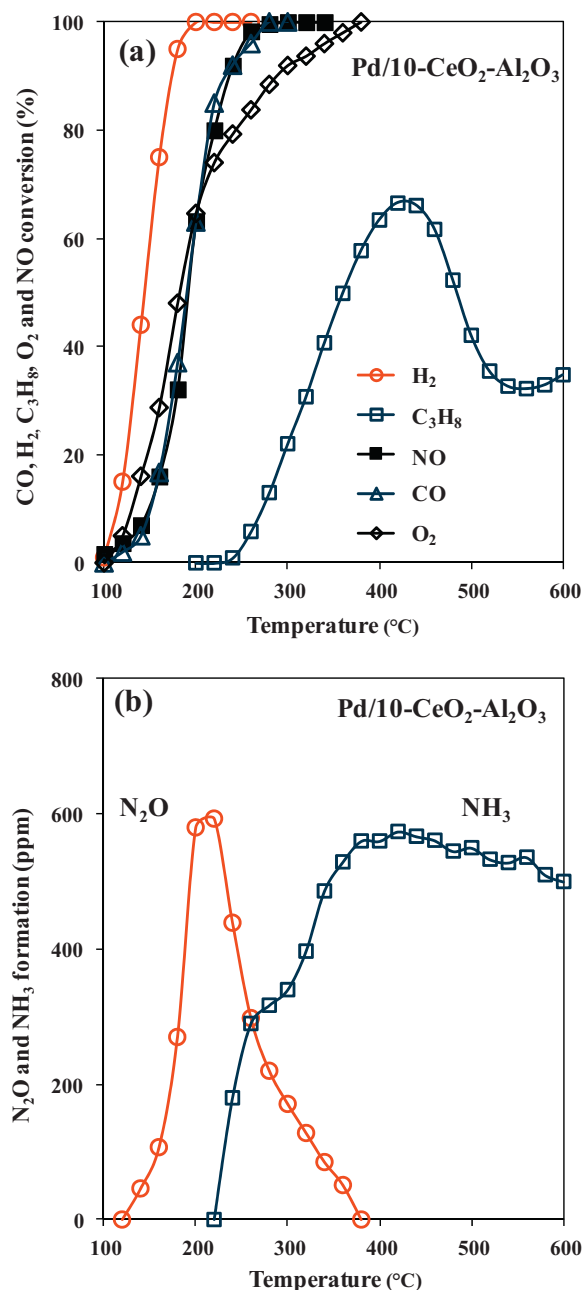 (a)
Pd/10-CeO₂-Al₂O₃
CO, H₂, C₃H₈, O₂ and NO conversion (%)
100
80
60
40
20
0
H₂
C₃H₈
NO
CO
O₂
100 200 300 400 500 600
Temperature (°C)
(b)
Pd/10-CeO₂-Al₂O₃
N₂O and NH₃ formation (ppm)
800
600
400
200
0
N₂O NH₃
100 200 300 400 500 600
Temperature (°C)